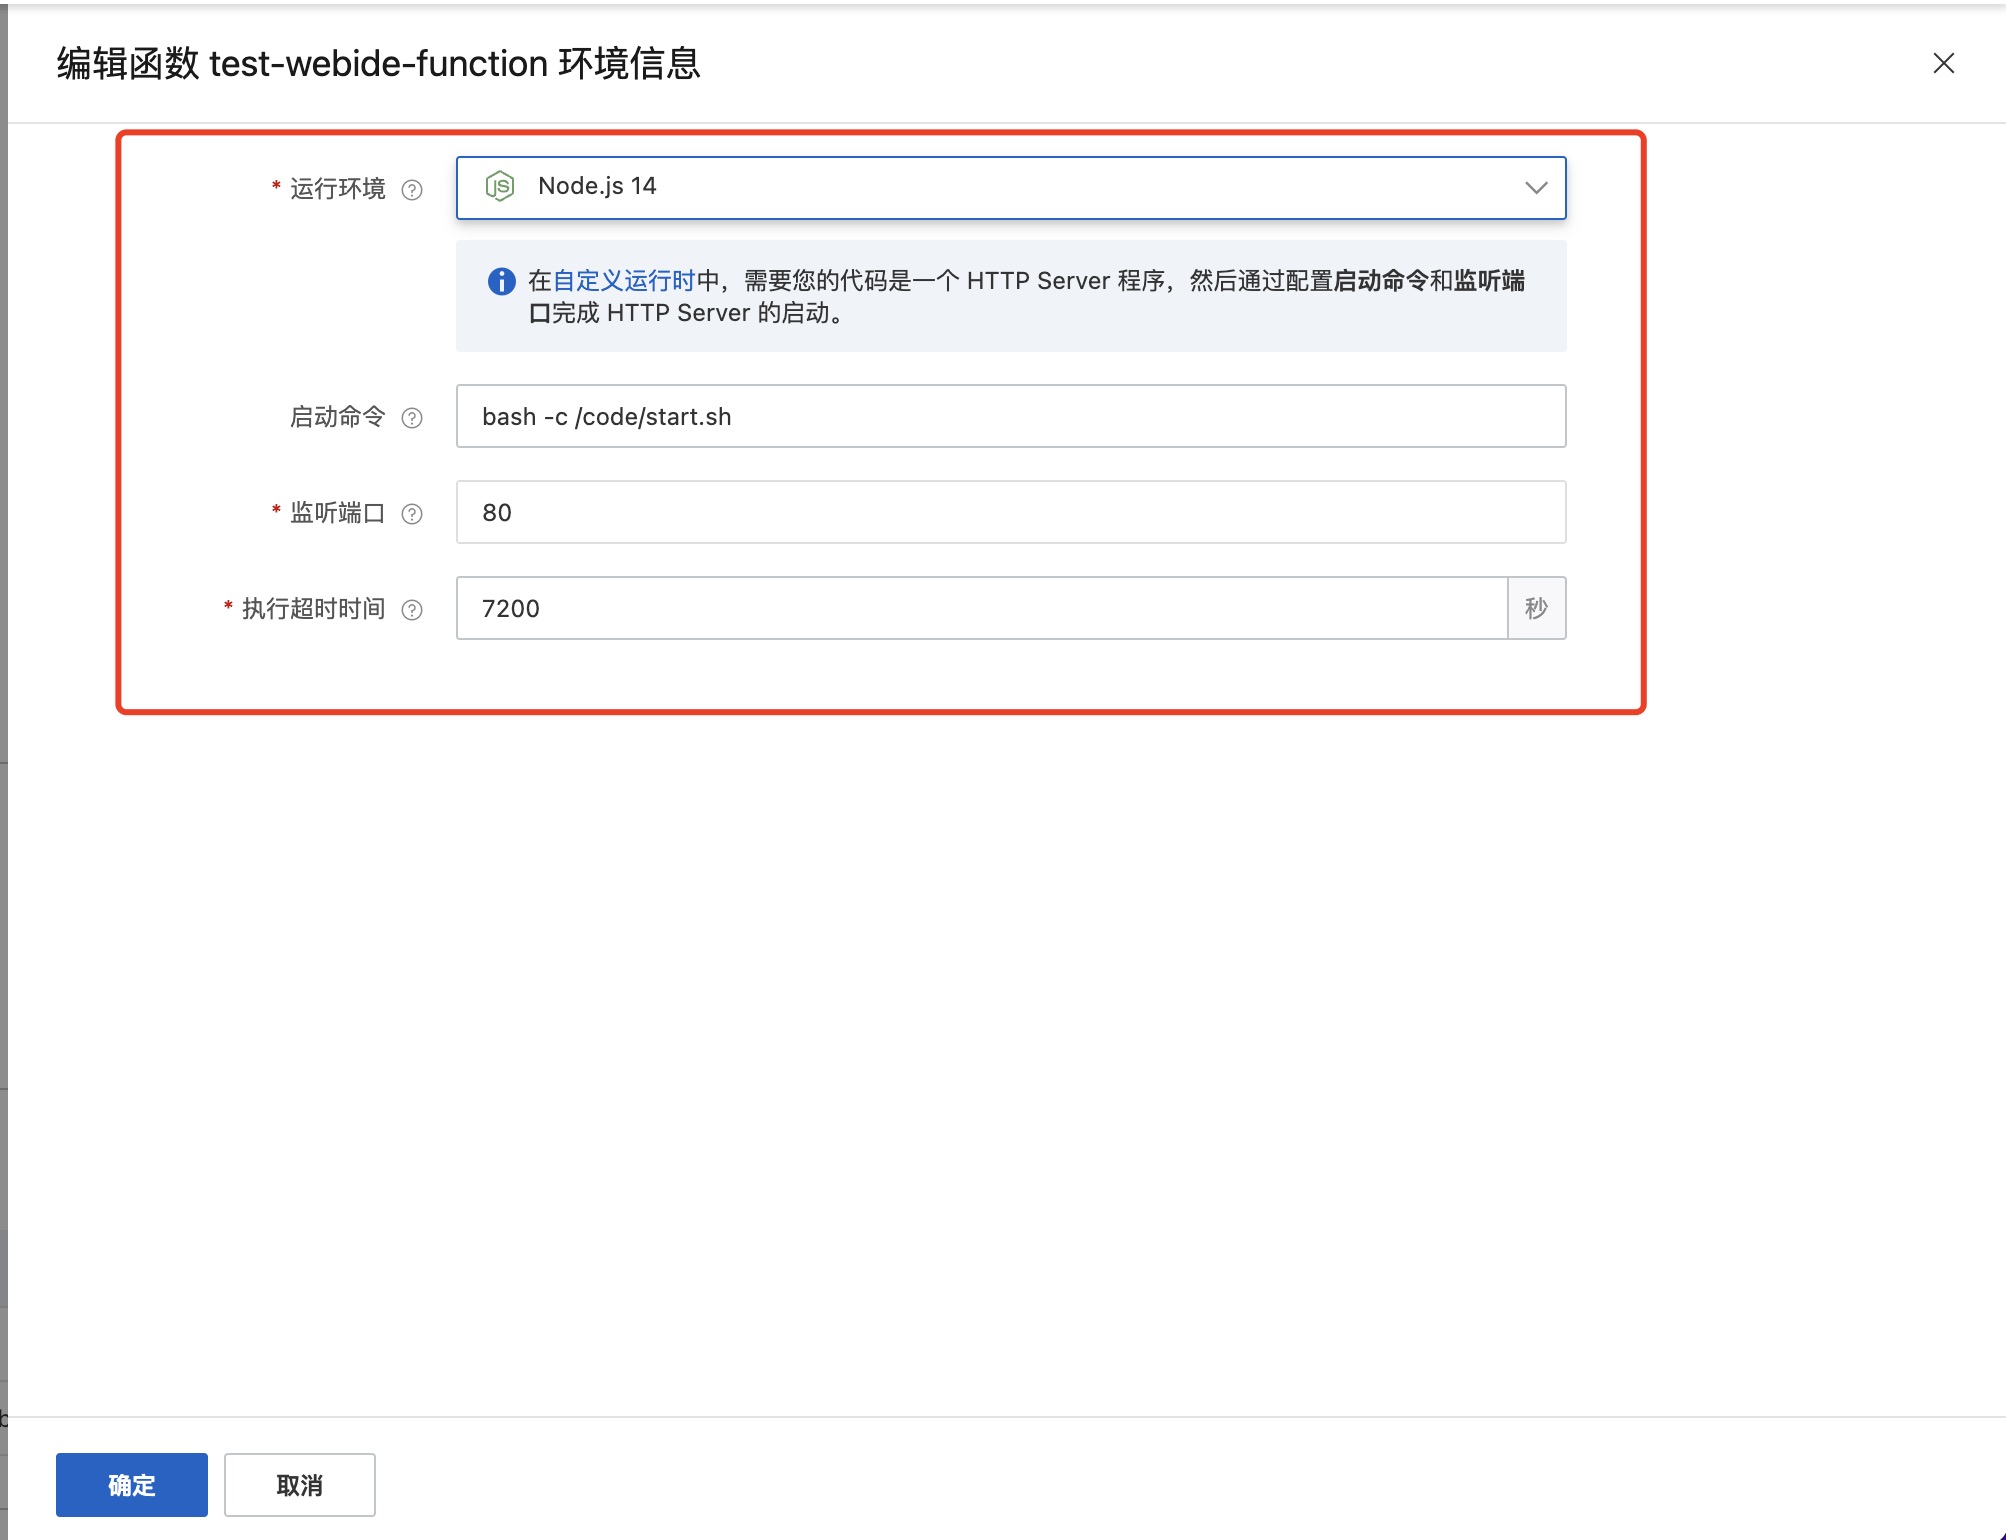 编辑函数 test-webide-function 环境信息
* 运行环境
Node.js 14
在自定义运行时中，需要您的代码是一个 HTTP Server 程序，然后通过配置启动命令和监听端
口完成 HTTP Server 的启动。
启动命令
bash -c /code/start.sh
* 监听端口
80
* 执行超时时间
7200
秒
确定
取消